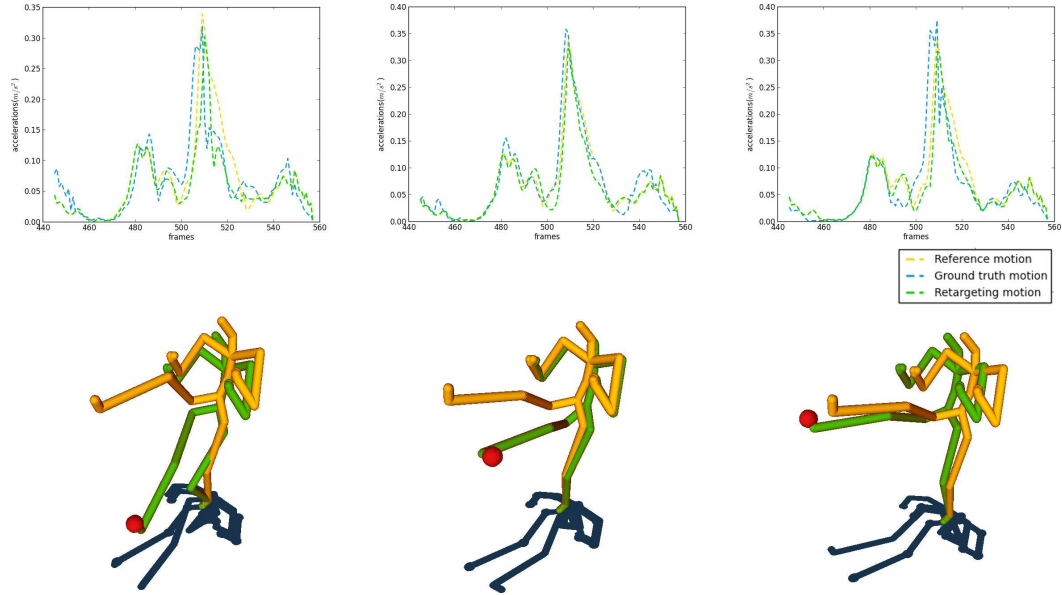 0.35
0.30
0.25
0.20
0.15
0.10
0.05
0.00
accelerations(m/s²)
440 460 480 500 520 540 560
frames
0.40
0.35
0.30
0.25
0.20
0.15
0.10
0.05
0.00
accelerations(m/s²)
440 460 480 500 520 540 560
frames
0.40
0.35
0.30
0.25
0.20
0.15
0.10
0.05
0.00
accelerations(m/s²)
440 460 480 500 520 540 560
frames
Reference motion
Ground truth motion
Retargeting motion